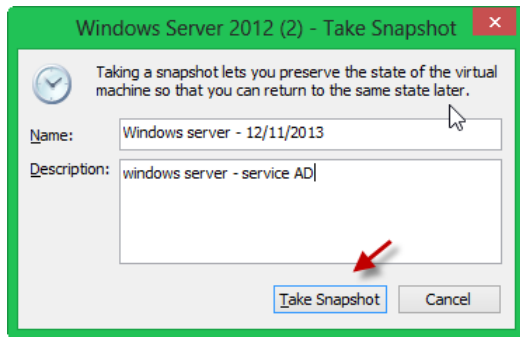 Windows Server 2012 (2) - Take Snapshot
Taking a snapshot lets you preserve the state of the virtual
machine so that you can return to the same state later.
Name: Windows server - 12/11/2013
Description: windows server - service AD
Take Snapshot Cancel